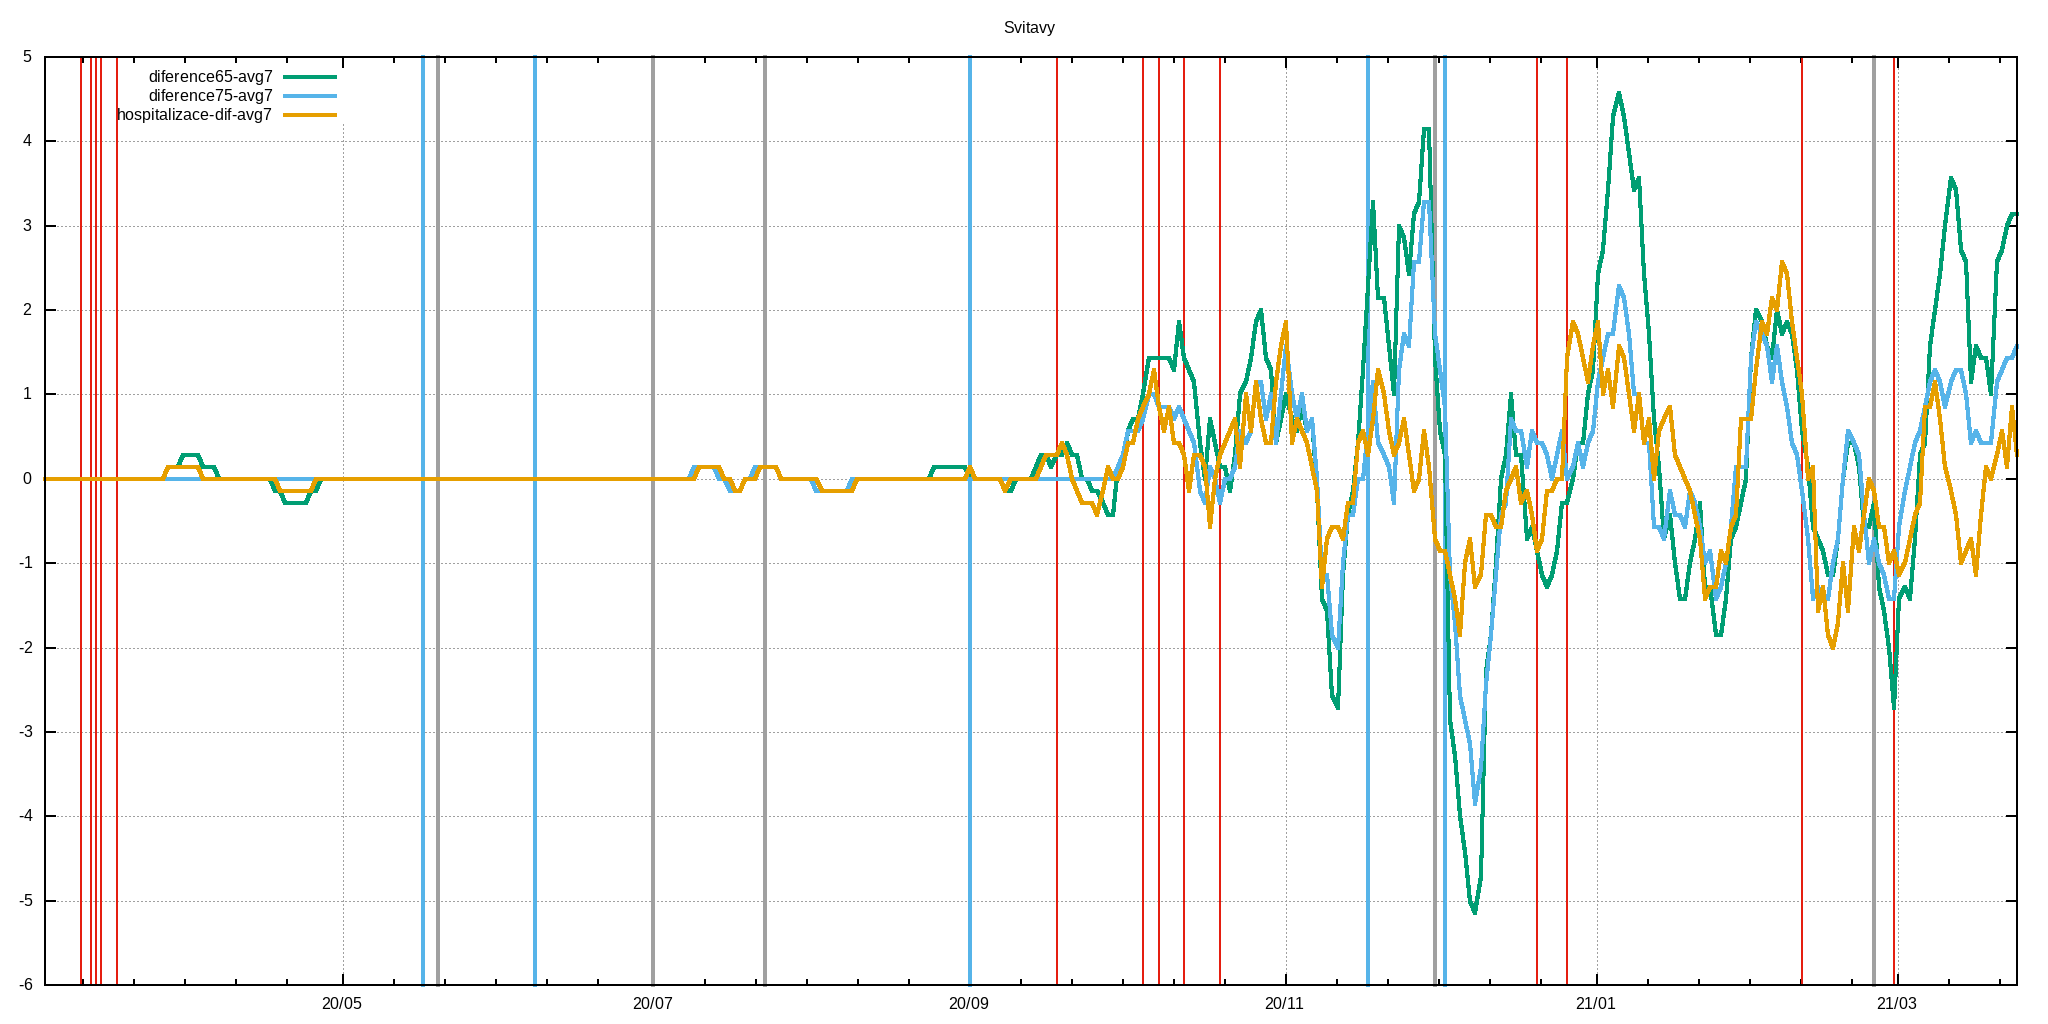 Svitavy
diference65-avg7
diference75-avg7
hospitalizace-dif-avg7
5
4
3
2
1
0
-1
-2
-3
-4
-5
-6
20/05 20/07 20/09 20/11 21/01 21/03